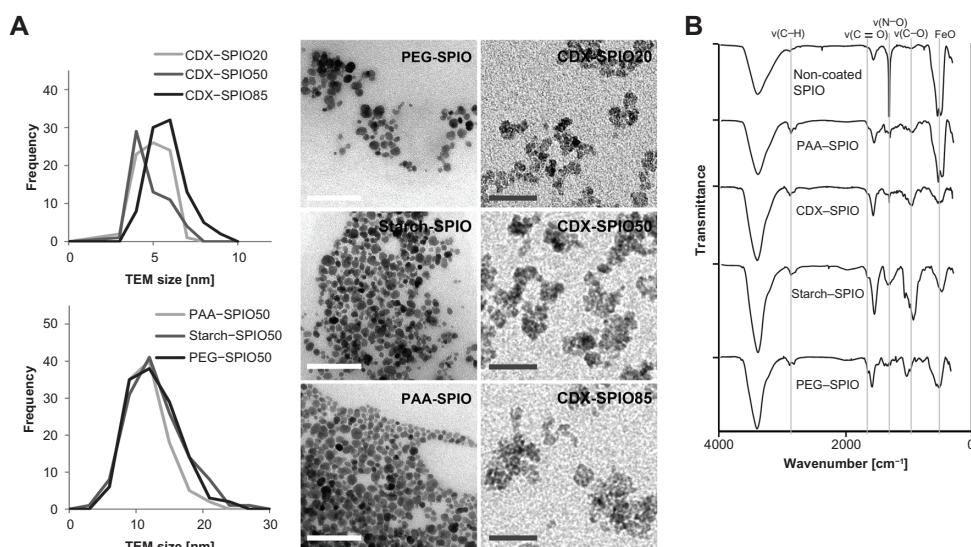 A
CDX−SPIO20
CDX−SPIO50
CDX−SPIO85
Frequency
40
30
20
10
0
0
5
10
TEM size [nm]
PAA−SPIO50
Starch−SPIO50
PEG−SPIO50
Frequency
50
40
30
20
10
0
0
10
20
30
TEM size [nm]
PEG-SPIO
CDX-SPIO20
Starch-SPIO
CDX-SPIO50
PAA-SPIO
CDX-SPIO85
B
v(C−H)
v(C = O)
v(N−O)
v(C−O)
FeO
Non-coated
SPIO
PAA–SPIO
CDX–SPIO
Starch–SPIO
PEG–SPIO
Transmittance
4000
2000
0
Wavenumber [cm⁻¹]